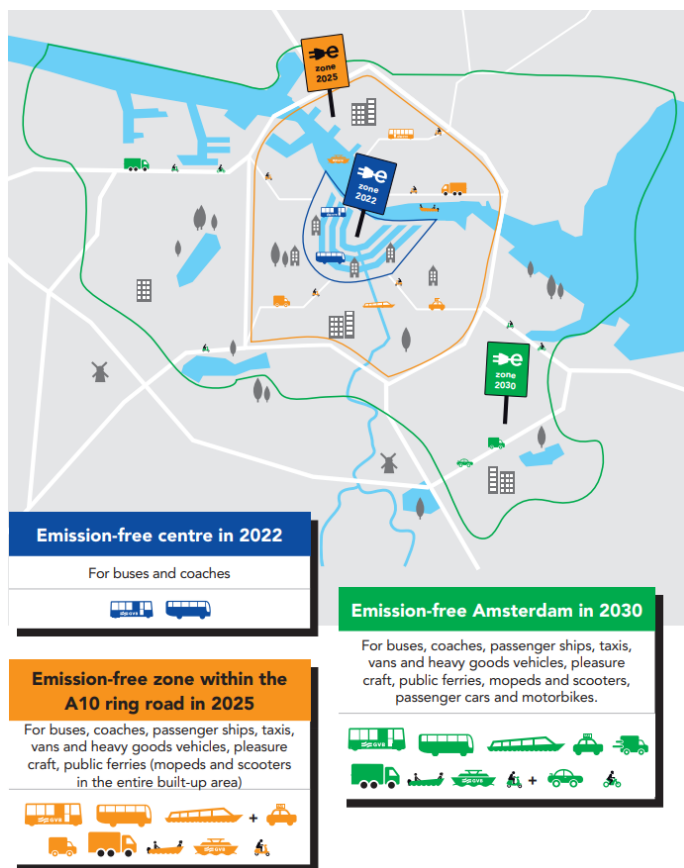 e
zone
2025
e
zone
2022
e
zone
2030
Emission-free centre in 2022
For buses and coaches
Emission-free Amsterdam in 2030
For buses, coaches, passenger ships, taxis,
vans and heavy goods vehicles, pleasure
craft, public ferries, mopeds and scooters,
passenger cars and motorbikes.
Emission-free zone within the
A10 ring road in 2025
For buses, coaches, passenger ships, taxis,
vans and heavy goods vehicles, pleasure
craft, public ferries (mopeds and scooters
in the entire built-up area)
+
+